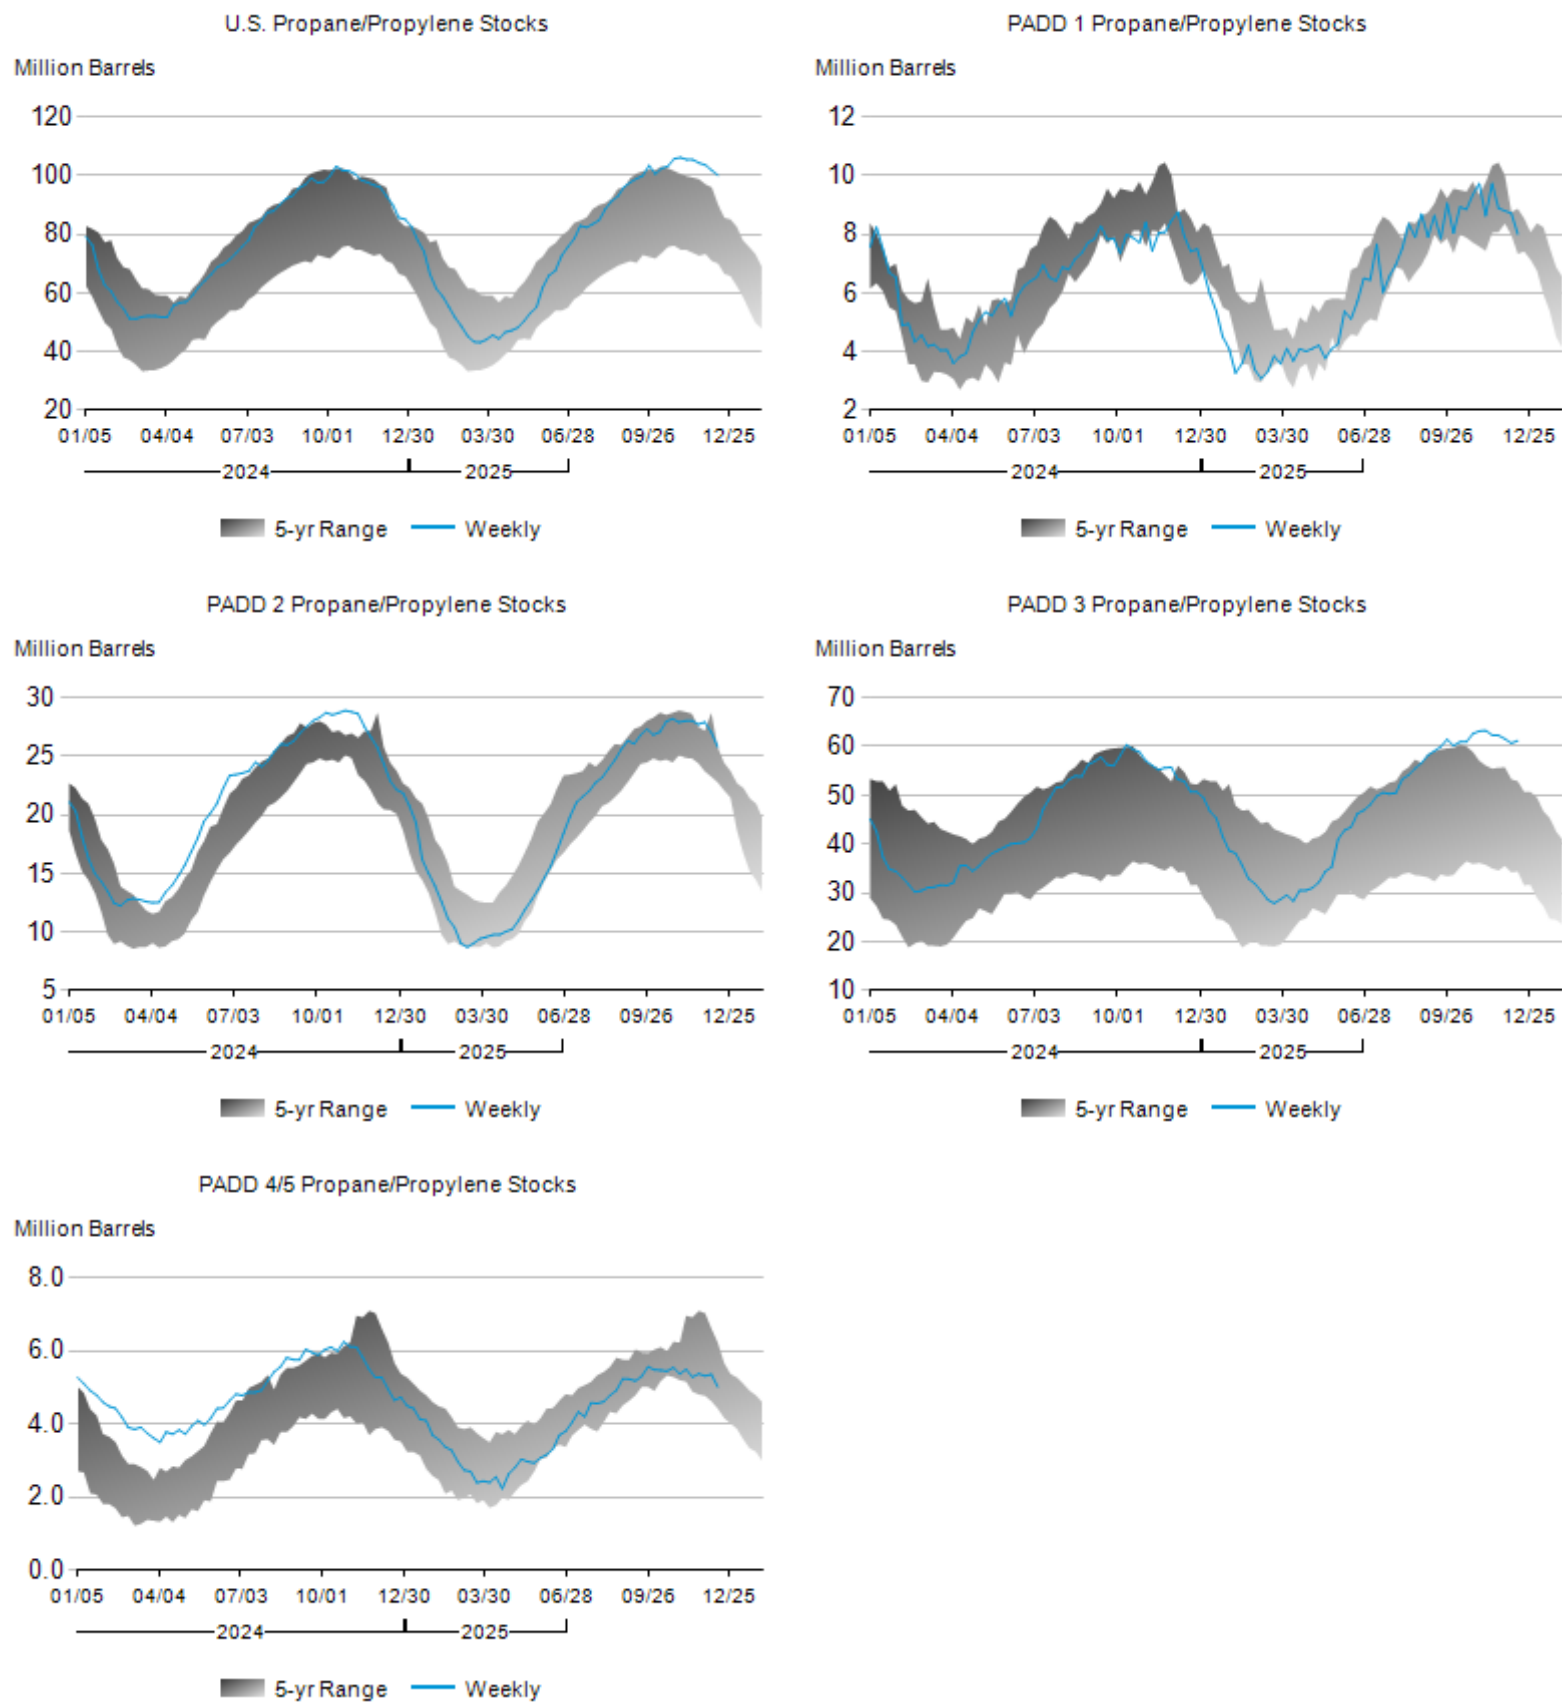 U.S. Propane/Propylene Stocks
Million Barrels
120
100
80
60
40
20
01/05 04/04 07/03 10/01 12/30 03/30 06/28 09/26 12/25
2024 2025
5-yr Range Weekly
PADD 1 Propane/Propylene Stocks
Million Barrels
12
10
8
6
4
2
01/05 04/04 07/03 10/01 12/30 03/30 06/28 09/26 12/25
2024 2025
5-yr Range Weekly
PADD 2 Propane/Propylene Stocks
Million Barrels
30
25
20
15
10
5
01/05 04/04 07/03 10/01 12/30 03/30 06/28 09/26 12/25
2024 2025
5-yr Range Weekly
PADD 3 Propane/Propylene Stocks
Million Barrels
70
60
50
40
30
20
10
01/05 04/04 07/03 10/01 12/30 03/30 06/28 09/26 12/25
2024 2025
5-yr Range Weekly
PADD 4/5 Propane/Propylene Stocks
Million Barrels
8.0
6.0
4.0
2.0
0.0
01/05 04/04 07/03 10/01 12/30 03/30 06/28 09/26 12/25
2024 2025
5-yr Range Weekly